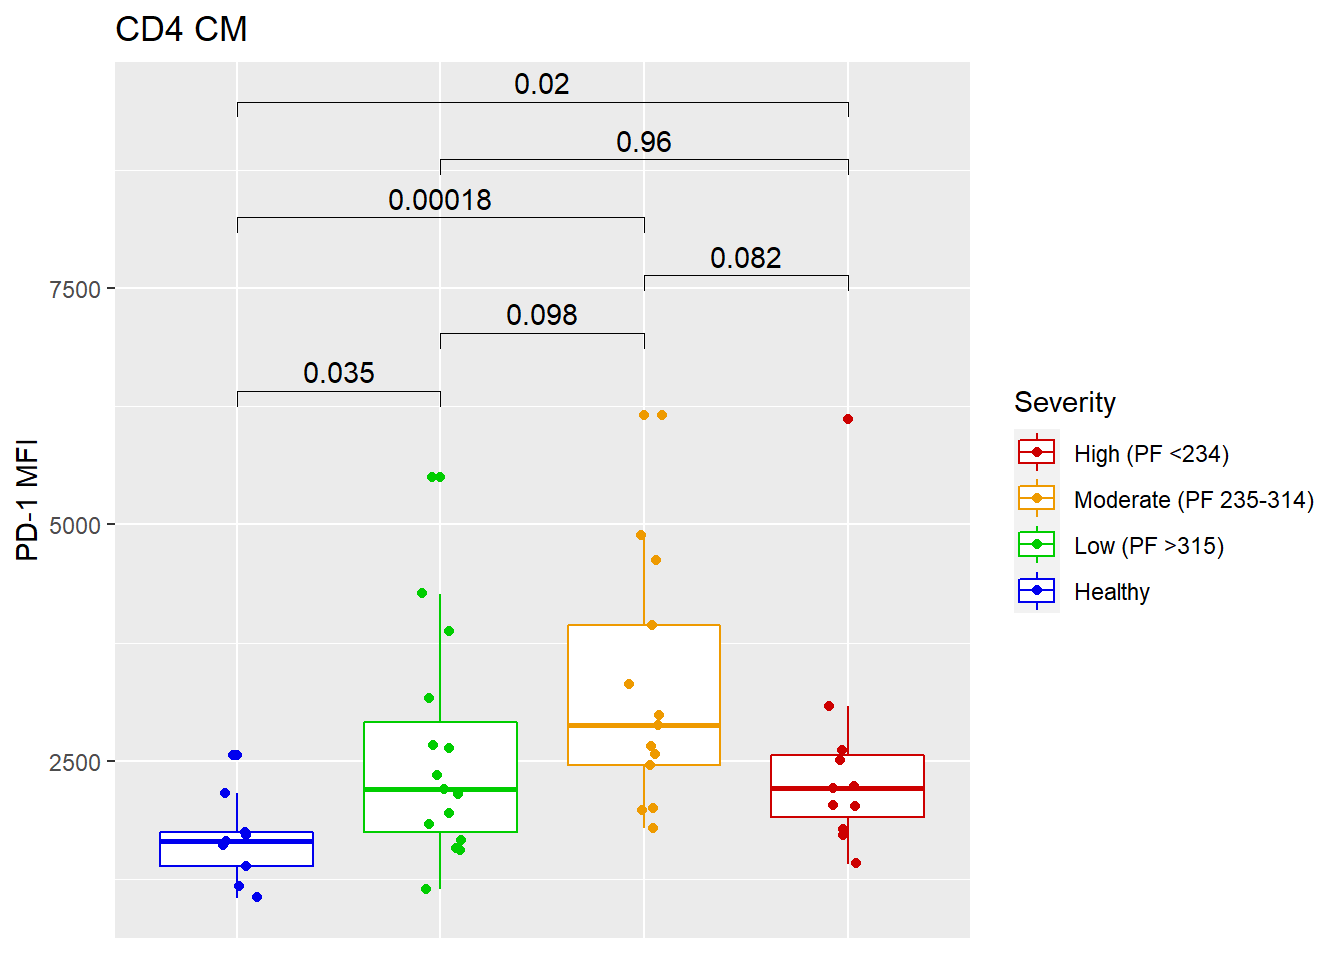 CD4 CM
0.02
0.96
0.00018
0.082
0.098
0.035
7500
5000
2500
PD-1 MFI
Severity
High (PF <234)
Moderate (PF 235-314)
Low (PF >315)
Healthy